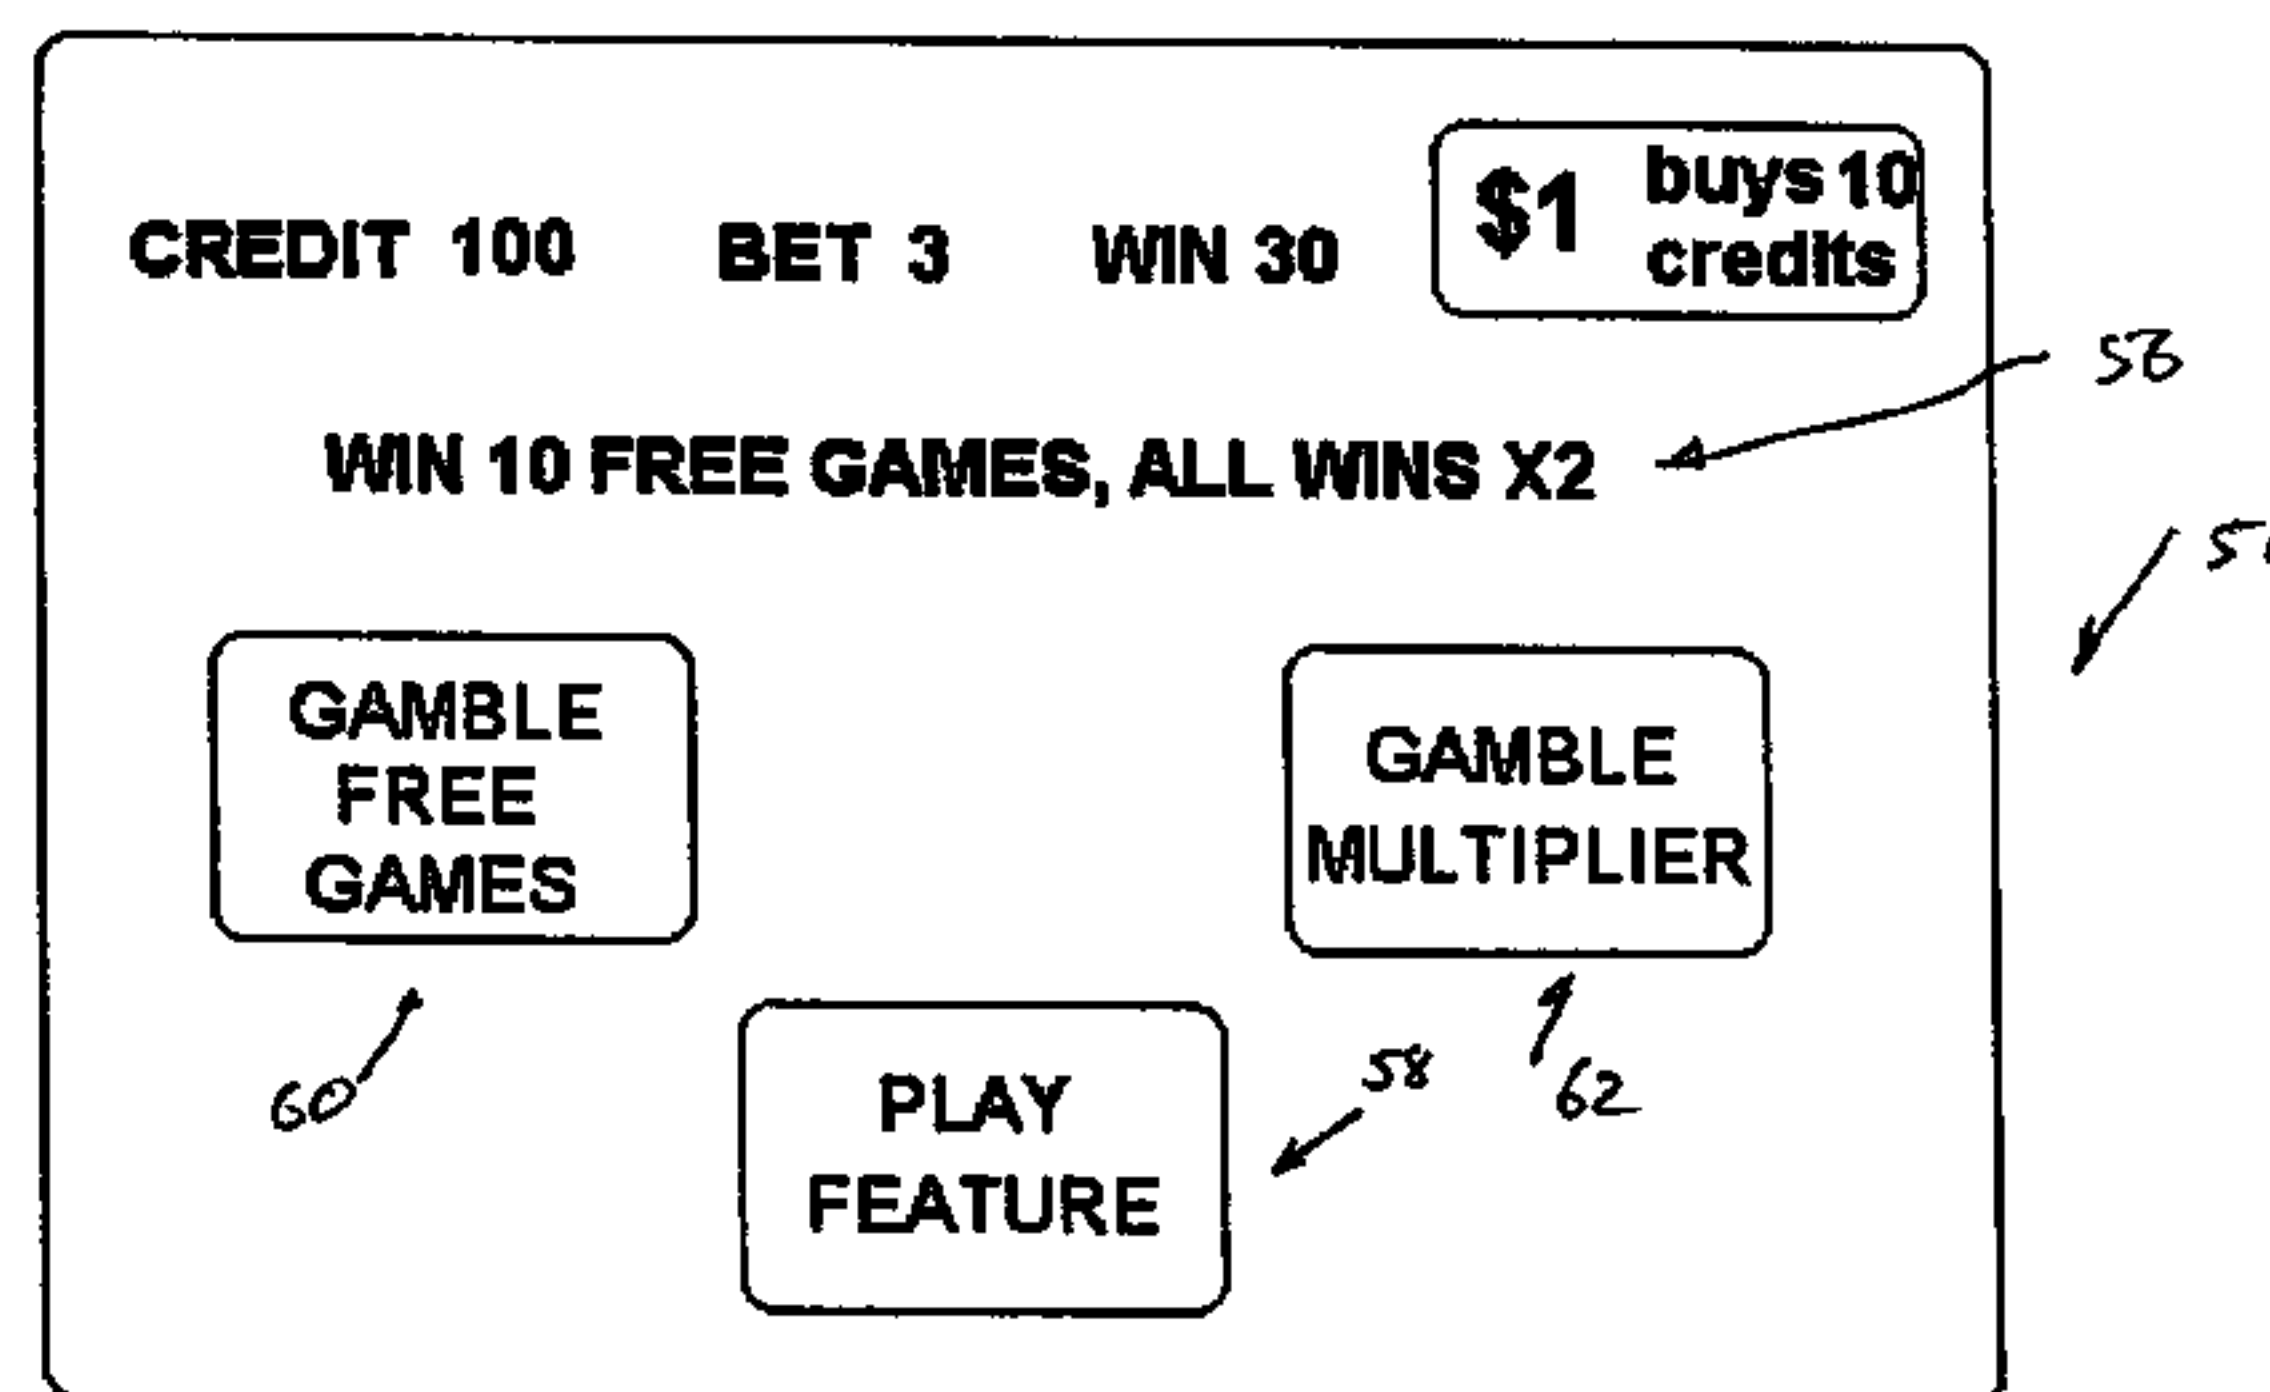 CREDIT 100 BET 3 WIN 30 $1 buys 10
credits
WIN 10 FREE GAMES, ALL WINS X2
GAMBLE
FREE
GAMES
GAMBLE
MULTIPLIER
PLAY
FEATURE
58
60
62